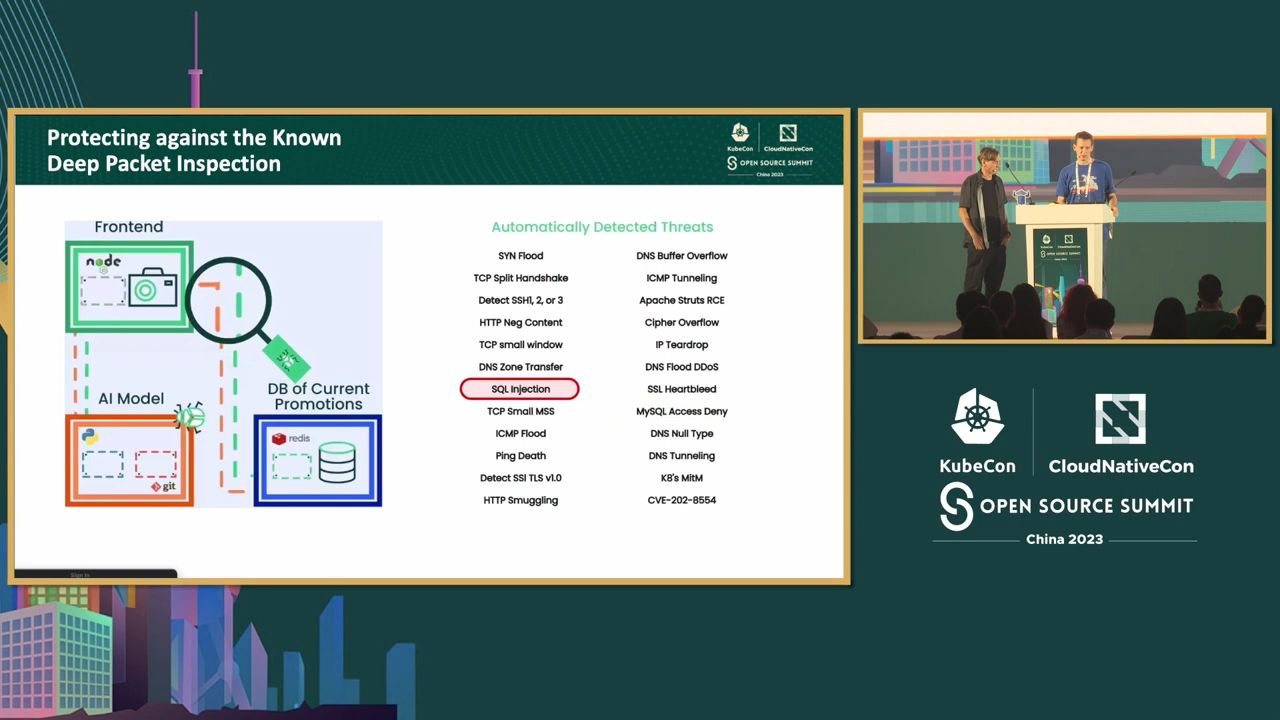 Protecting against the Known
Deep Packet Inspection
KubeCon
CloudNativeCon
OPEN SOURCE SUMMIT
China 2023
Frontend
node
AI Model
git
DB of Current
Promotions
redis
Automatically Detected Threats
SYN Flood
TCP Split Handshake
Detect SSH1, 2, or 3
HTTP Neg Content
TCP small window
DNS Zone Transfer
SQL Injection
TCP Small MSS
ICMP Flood
Ping Death
Detect SSl TLS v1.0
HTTP Smuggling
DNS Buffer Overflow
ICMP Tunneling
Apache Struts RCE
Cipher Overflow
IP Teardrop
DNS Flood DDoS
SSL Heartbleed
MySQL Access Deny
DNS Null Type
DNS Tunneling
K8's MitM
CVE-202-8554
Sign In
KubeCon
CloudNativeCon
OPEN SOURCE SUMMIT
China 2023